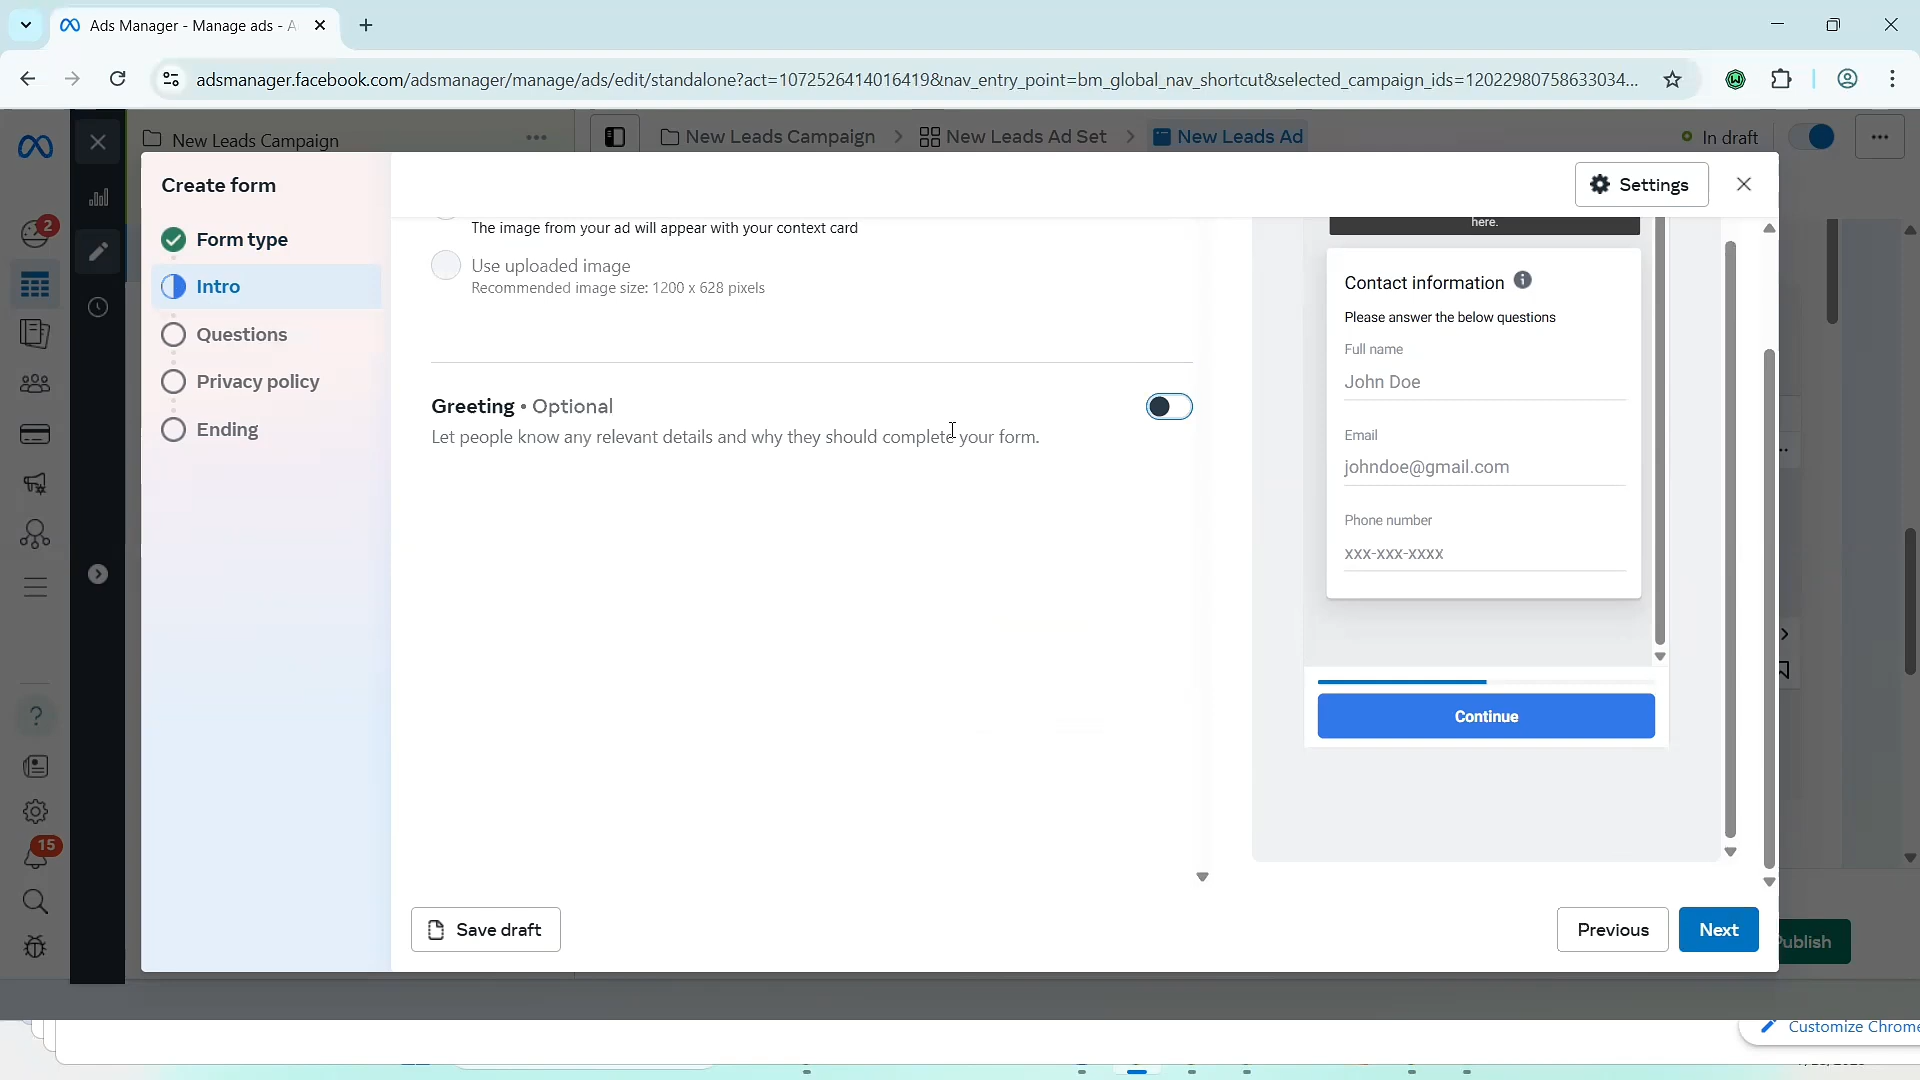 Ads Manager - Manage ads - A
adsmanager.facebook.com/adsmanager/manage/ads/edit/standalone?act=1072526414016419&nav_entry_point=bm_global_nav_shortcut&selected_campaign_ids=12022980758633034...
New Leads Campaign
New Leads Campaign
New Leads Ad Set
New Leads Ad
In draft
Create form
Settings
Form type
Intro
Questions
Privacy policy
Ending
The image from your ad will appear with your context card
Use uploaded image
Recommended image size: 1200 x 628 pixels
Greeting • Optional
Let people know any relevant details and why they should complete your form.
here.
Contact information
Please answer the below questions
Full name
John Doe
Email
johndoe@gmail.com
Phone number
xxx-xxx-xxxx
Continue
Save draft
Previous
Next
Publish
2
15
Customize Chrome